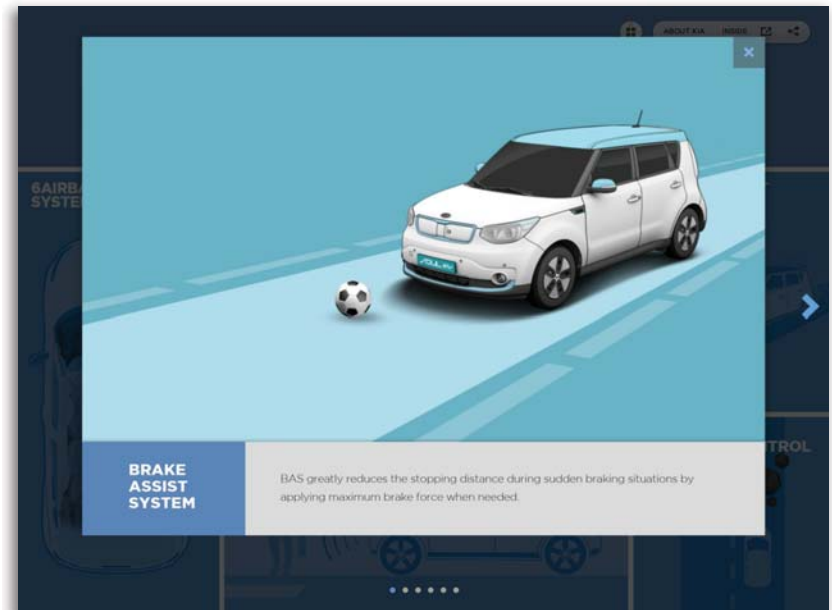 ABOUT KIA INSIDE
6AIRBA
SYSTE
SOUL
BRAKE
ASSIST
SYSTEM
BAS greatly reduces the stopping distance during sudden braking situations by
applying maximum brake force when needed.
TROL